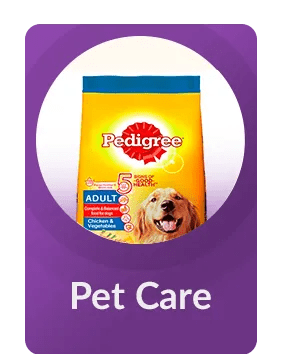 Pedigree
5 SIGNS OF
"GOOD
HEALTH"
ADULT
Complete & Balanced
food for dogs
Chicken &
Vegetables
Pet Care